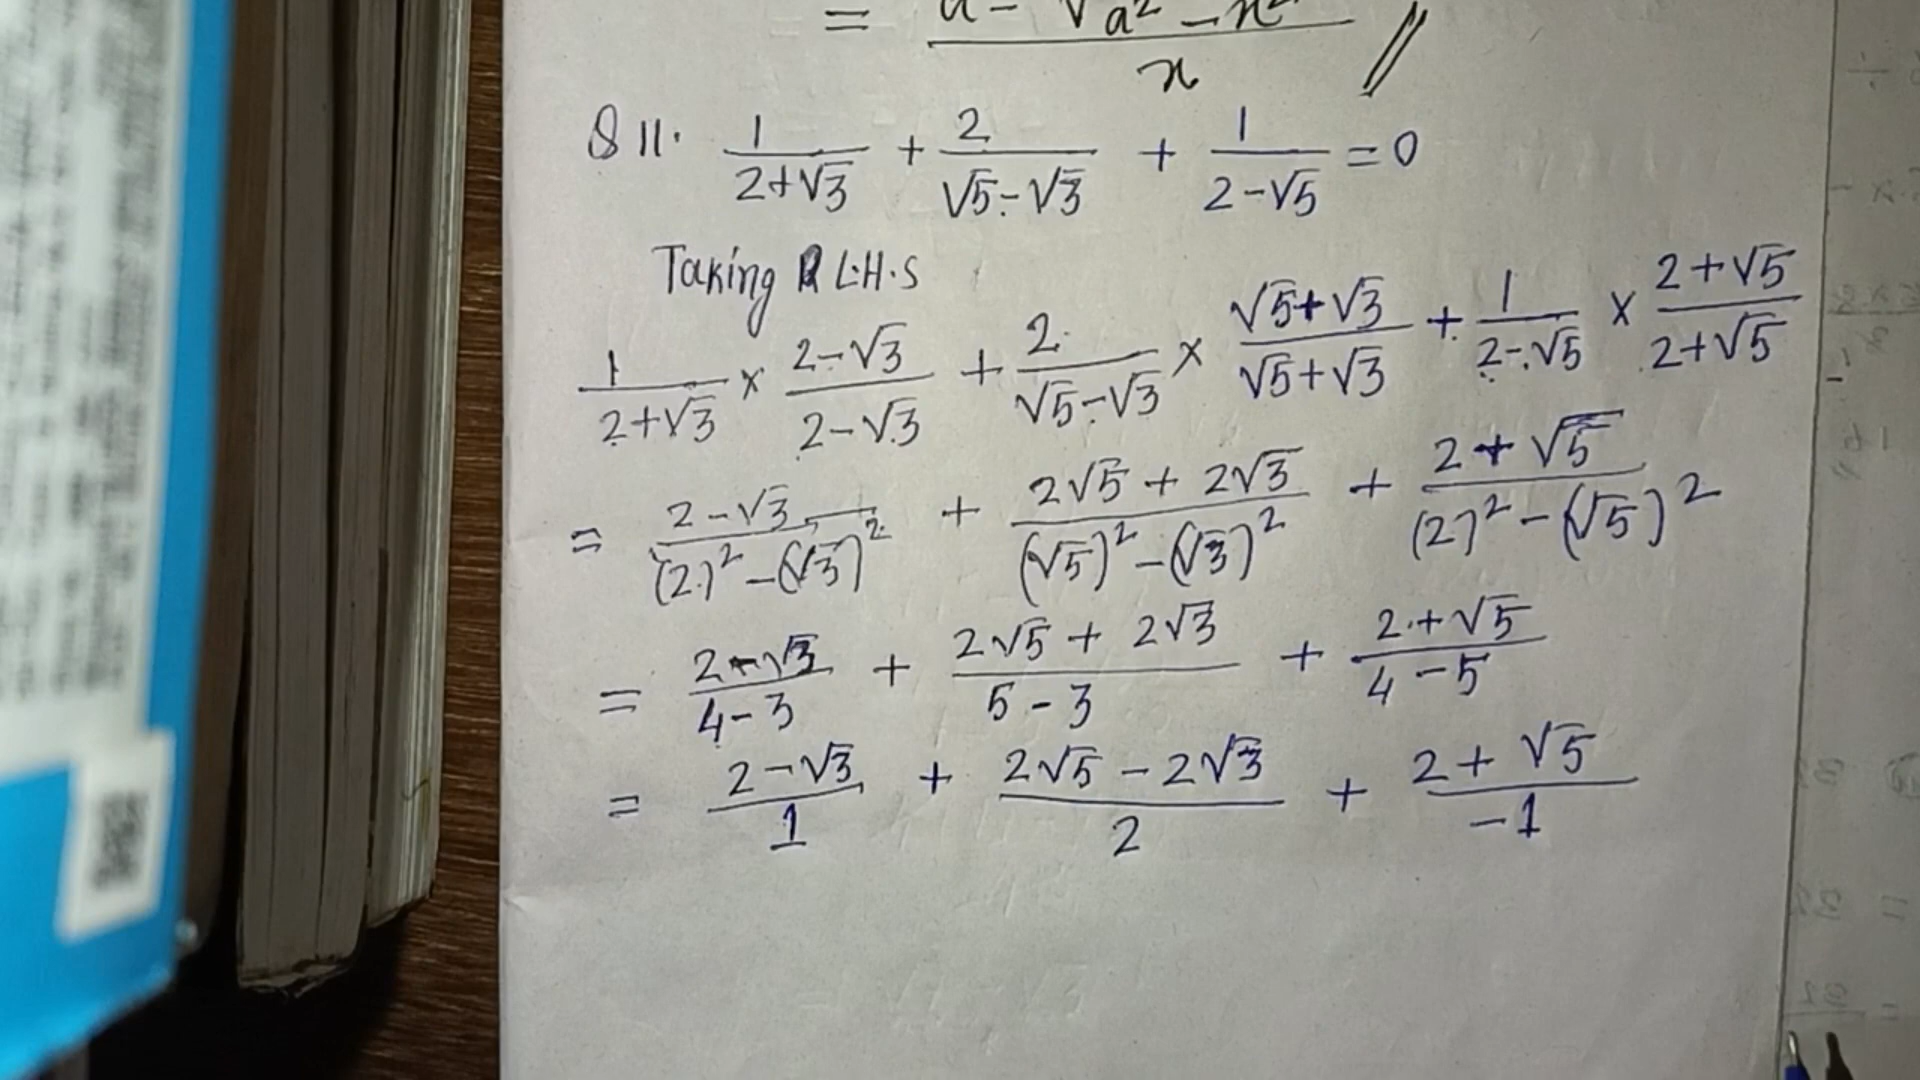 = a - √a² - x² / x //
Q 11. 1/(2+√3) + 2/(√5-√3) + 1/(2-√5) = 0
Taking L.H.S
1/(2+√3) × (2-√3)/(2-√3) + 2/(√5-√3) × (√5+√3)/(√5+√3) + 1/(2-√5) × (2+√5)/(2+√5)
= (2-√3)/((2)²-(√3)²) + (2√5+2√3)/((√5)²-(√3)²) + (2+√5)/((2)²-(√5)²)
= (2-√3)/(4-3) + (2√5+2√3)/(5-3) + (2+√5)/(4-5)
= (2-√3)/1 + (2√5-2√3)/2 + (2+√5)/-1